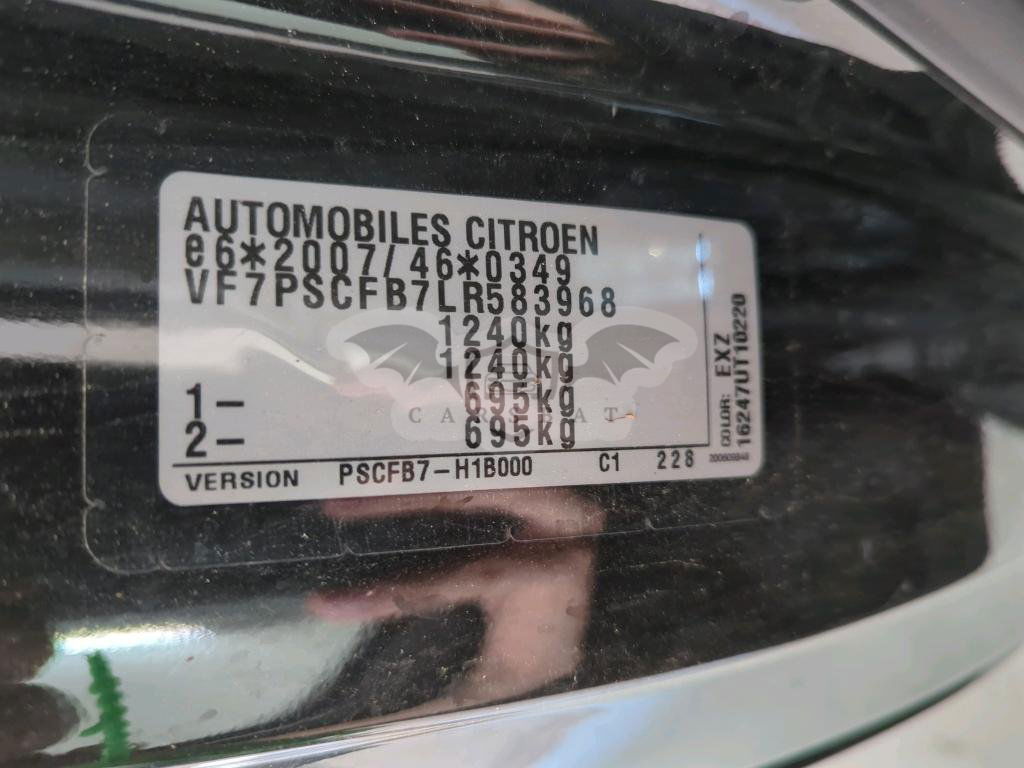 AUTOMOBILES CITROEN
e6*2007/46*0349
VF7PSCFB7LR583968
1240kg
1240kg
1- 695kg
2- 695kg
VERSION PSCFB7-H1B000 C1 228
COLOR: EXZ
16247UT10220
CARSBAT